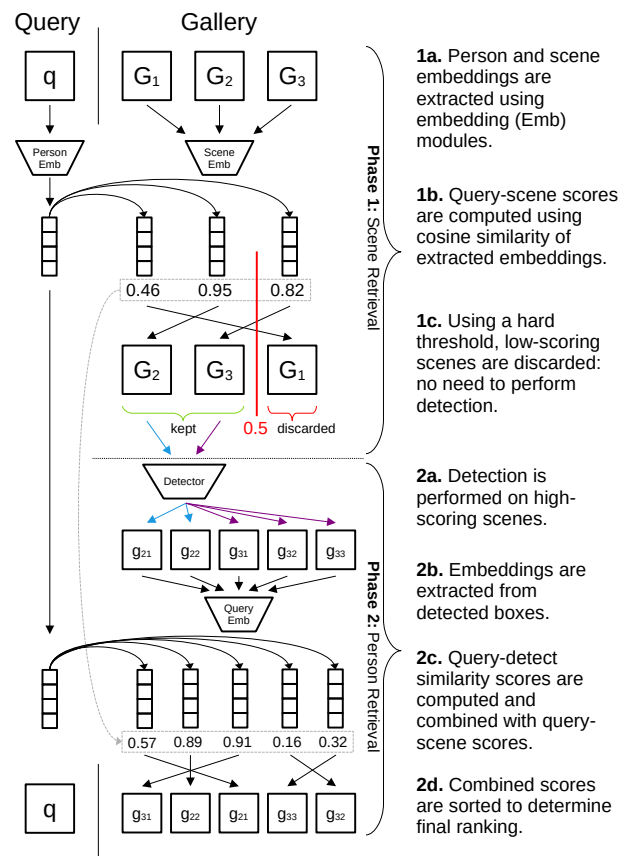 Query
Gallery
q
G1
G2
G3
Person
Emb
Scene
Emb
0.46
0.95
0.82
G2
G3
G1
kept
0.5
discarded
Phase 1: Scene Retrieval
1a. Person and scene
embeddings are
extracted using
embedding (Emb)
modules.
1b. Query-scene scores
are computed using
cosine similarity of
extracted embeddings.
1c. Using a hard
threshold, low-scoring
scenes are discarded:
no need to perform
detection.
Detector
g21
g22
g31
g32
g33
Query
Emb
0.57
0.89
0.91
0.16
0.32
q
g31
g22
g21
g33
g32
Phase 2: Person Retrieval
2a. Detection is
performed on high-
scoring scenes.
2b. Embeddings are
extracted from
detected boxes.
2c. Query-detect
similarity scores are
computed and
combined with query-
scene scores.
2d. Combined scores
are sorted to determine
final ranking.